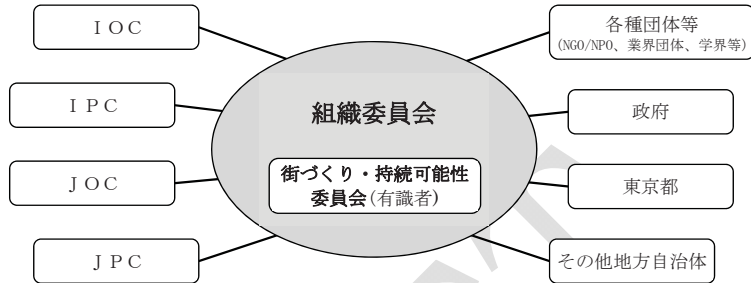 ＩＯＣ
ＩＰＣ
ＪＯＣ
ＪＰＣ
組織委員会
街づくり・持続可能性
委員会(有識者)
各種団体等
(NGO/NPO、業界団体、学界等)
政府
東京都
その他地方自治体